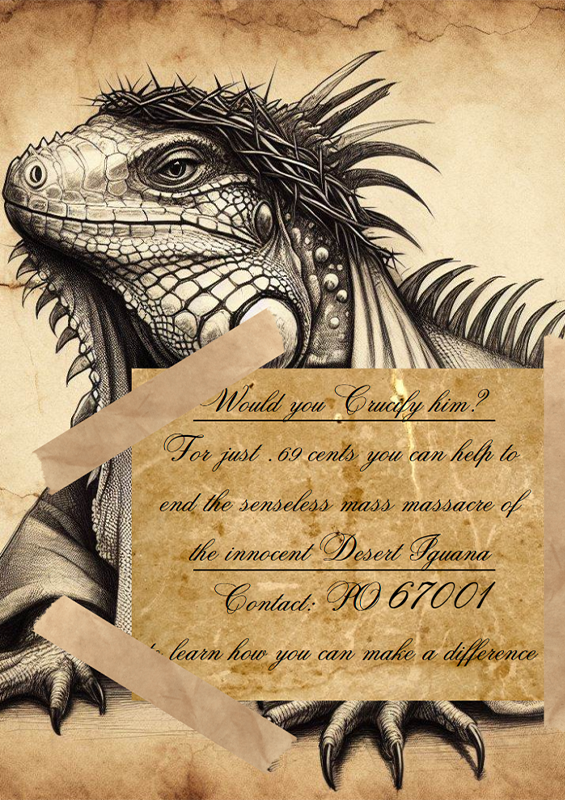 Would you Crucify him?
For just .69 cents you can help to
end the senseless mass massacre of
the innocent Desert Iguana
Contact: PO 67001
to learn how you can make a difference